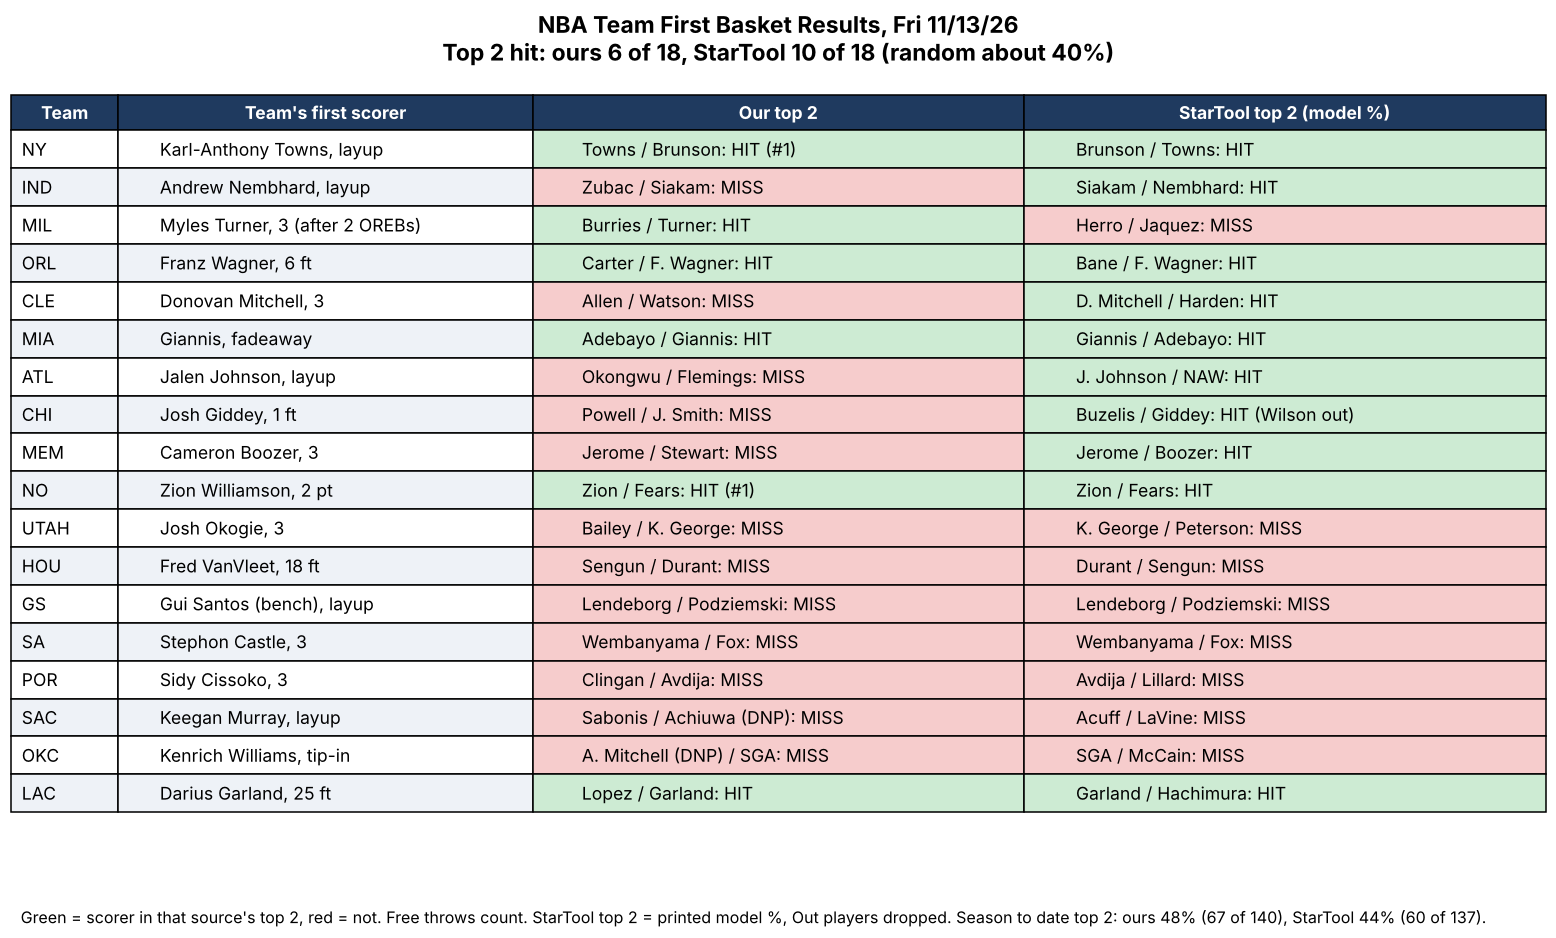 NBA Team First Basket Results, Fri 11/13/26
Top 2 hit: ours 6 of 18, StarTool 10 of 18 (random about 40%)
Team Team's first scorer Our top 2 StarTool top 2 (model %)
NY Karl-Anthony Towns, layup Towns / Brunson: HIT (#1) Brunson / Towns: HIT
IND Andrew Nembhard, layup Zubac / Siakam: MISS Siakam / Nembhard: HIT
MIL Myles Turner, 3 (after 2 OREBs) Burries / Turner: HIT Herro / Jaquez: MISS
ORL Franz Wagner, 6 ft Carter / F. Wagner: HIT Bane / F. Wagner: HIT
CLE Donovan Mitchell, 3 Allen / Watson: MISS D. Mitchell / Harden: HIT
MIA Giannis, fadeaway Adebayo / Giannis: HIT Giannis / Adebayo: HIT
ATL Jalen Johnson, layup Okongwu / Flemings: MISS J. Johnson / NAW: HIT
CHI Josh Giddey, 1 ft Powell / J. Smith: MISS Buzelis / Giddey: HIT (Wilson out)
MEM Cameron Boozer, 3 Jerome / Stewart: MISS Jerome / Boozer: HIT
NO Zion Williamson, 2 pt Zion / Fears: HIT (#1) Zion / Fears: HIT
UTAH Josh Okogie, 3 Bailey / K. George: MISS K. George / Peterson: MISS
HOU Fred VanVleet, 18 ft Sengun / Durant: MISS Durant / Sengun: MISS
GS Gui Santos (bench), layup Lendeborg / Podziemski: MISS Lendeborg / Podziemski: MISS
SA Stephon Castle, 3 Wembanyama / Fox: MISS Wembanyama / Fox: MISS
POR Sidy Cissoko, 3 Clingan / Avdija: MISS Avdija / Lillard: MISS
SAC Keegan Murray, layup Sabonis / Achiuwa (DNP): MISS Acuff / LaVine: MISS
OKC Kenrich Williams, tip-in A. Mitchell (DNP) / SGA: MISS SGA / McCain: MISS
LAC Darius Garland, 25 ft Lopez / Garland: HIT Garland / Hachimura: HIT
Green = scorer in that source's top 2, red = not. Free throws count. StarTool top 2 = printed model %, Out players dropped. Season to date top 2: ours 48% (67 of 140), StarTool 44% (60 of 137).